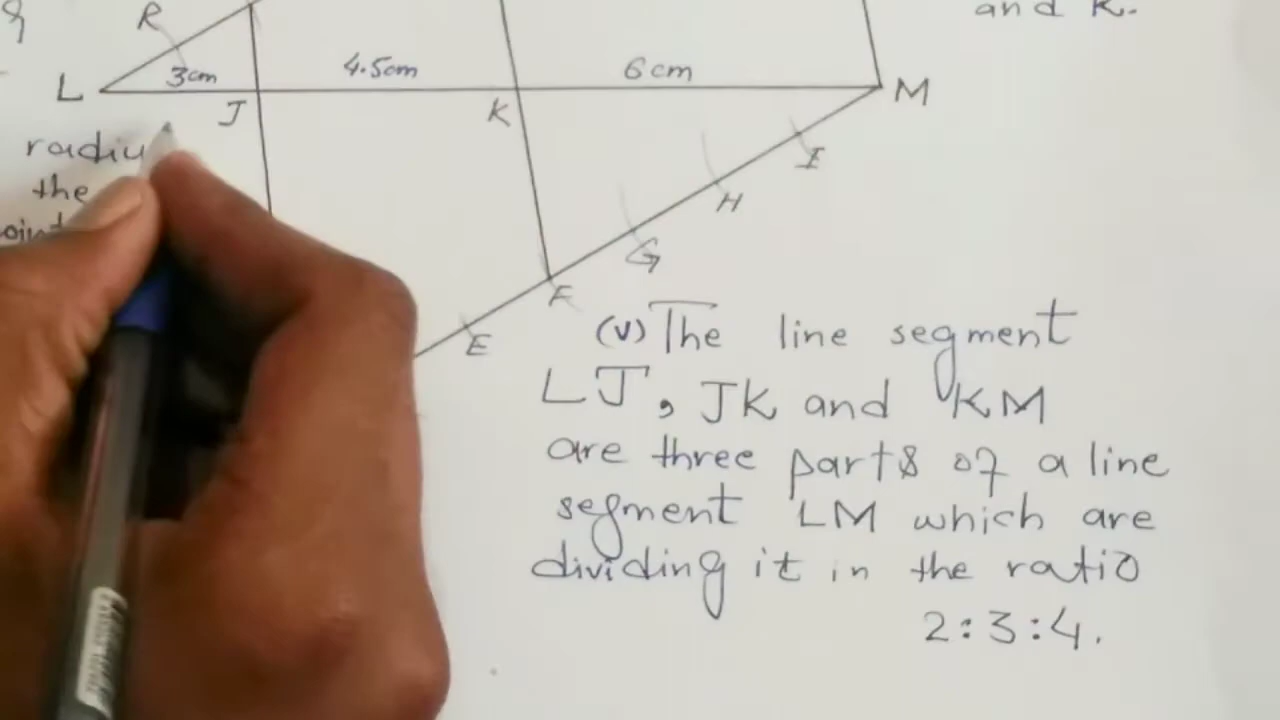 and K.
R
3cm
4.5cm
6cm
L
J
K
M
I
H
G
F
E
the
(v) The line segment
LJ, JK and KM
are three parts of a line
segment LM which are
dividing it in the ratio
2:3:4.